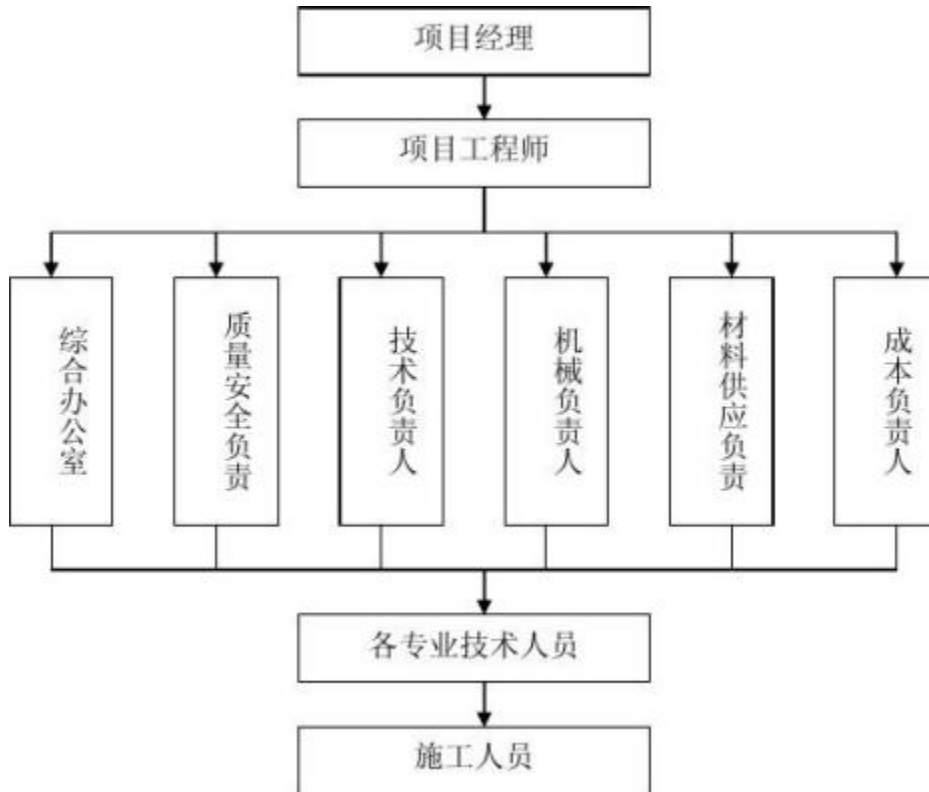 项目经理
项目工程师
综合办公室
质量安全负责
技术负责人
机械负责人
材料供应负责
成本负责人
各专业技术人员
施工人员